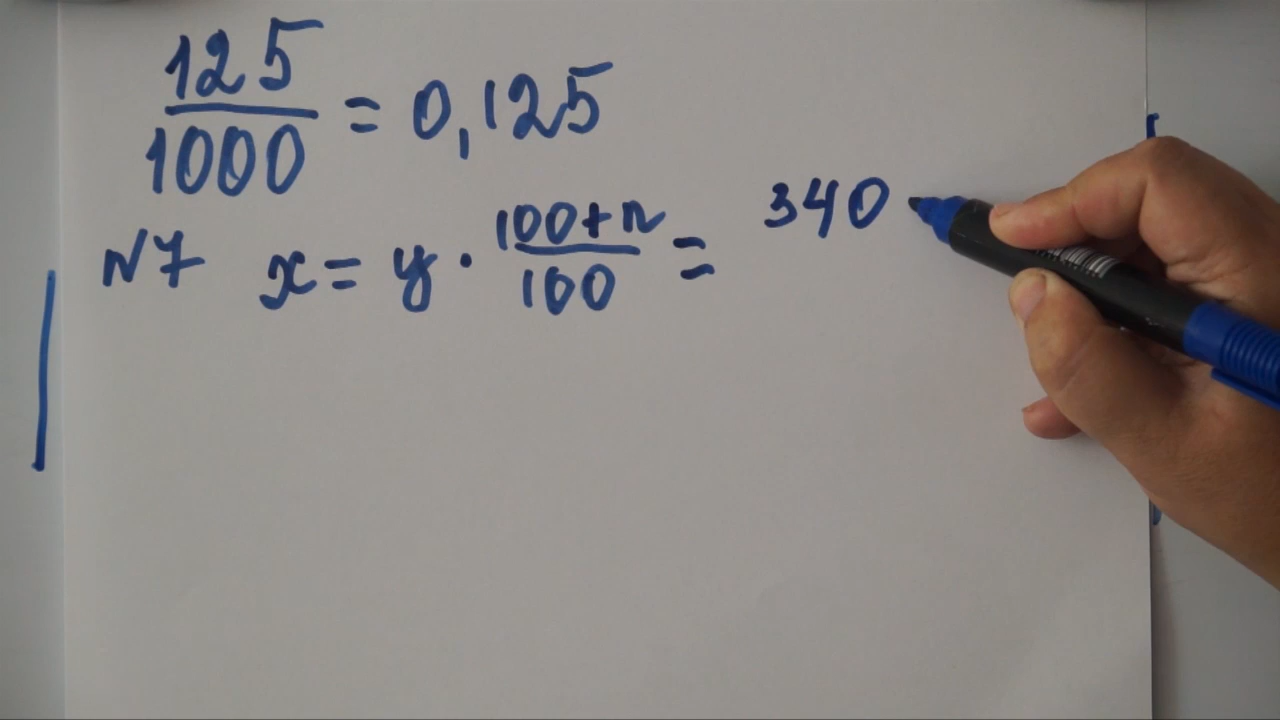 125/1000 = 0,125
N7 x = y · (100+n)/100 = 340